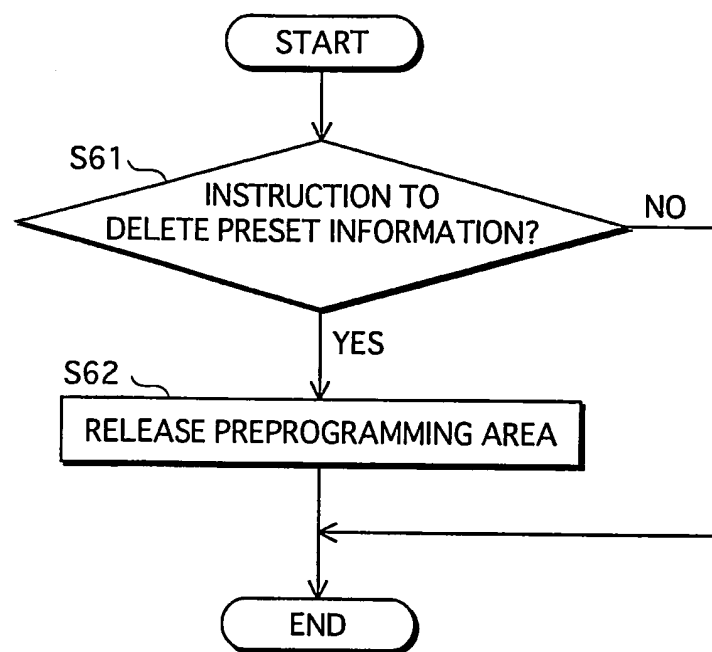 START
S61
INSTRUCTION TO
DELETE PRESET INFORMATION?
NO
YES
S62
RELEASE PREPROGRAMMING AREA
END